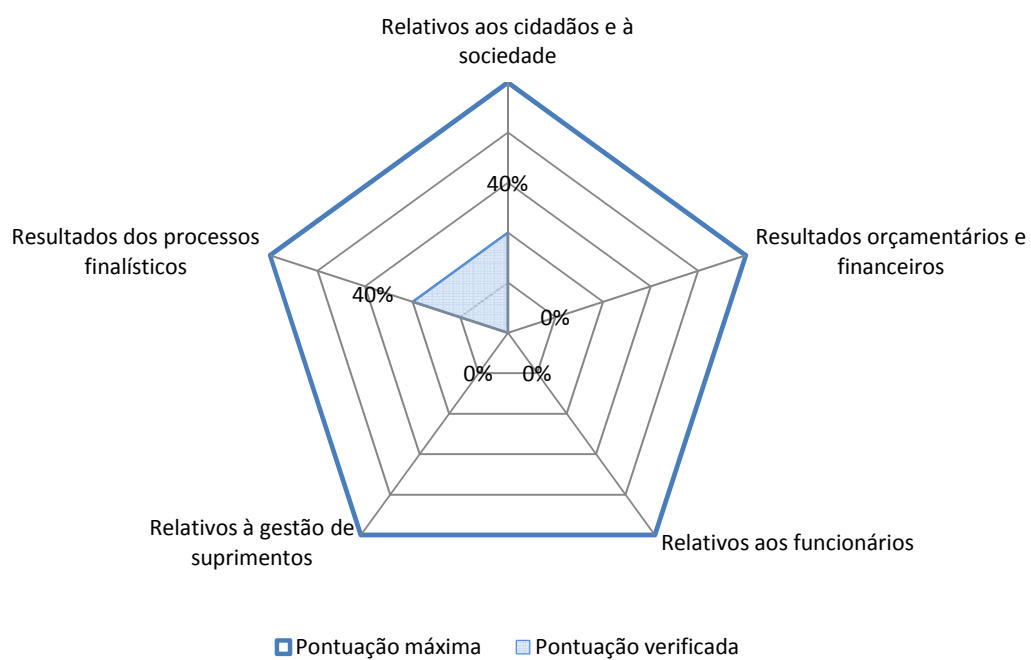 Relativos aos cidadãos e à
sociedade
40%
Resultados dos processos
finalísticos
Resultados orçamentários e
financeiros
40%
0%
0%
0%
Relativos à gestão de
suprimentos
Relativos aos funcionários
Pontuação máxima
Pontuação verificada